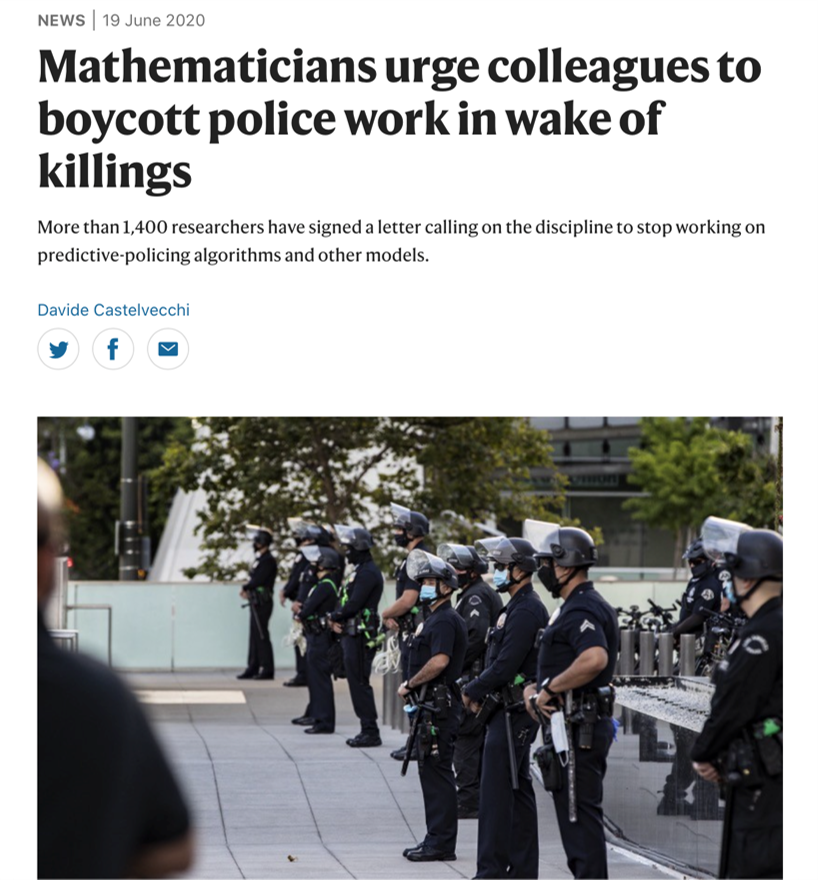 NEWS | 19 June 2020
Mathematicians urge colleagues to
boycott police work in wake of
killings
More than 1,400 researchers have signed a letter calling on the discipline to stop working on
predictive-policing algorithms and other models.
Davide Castelvecchi